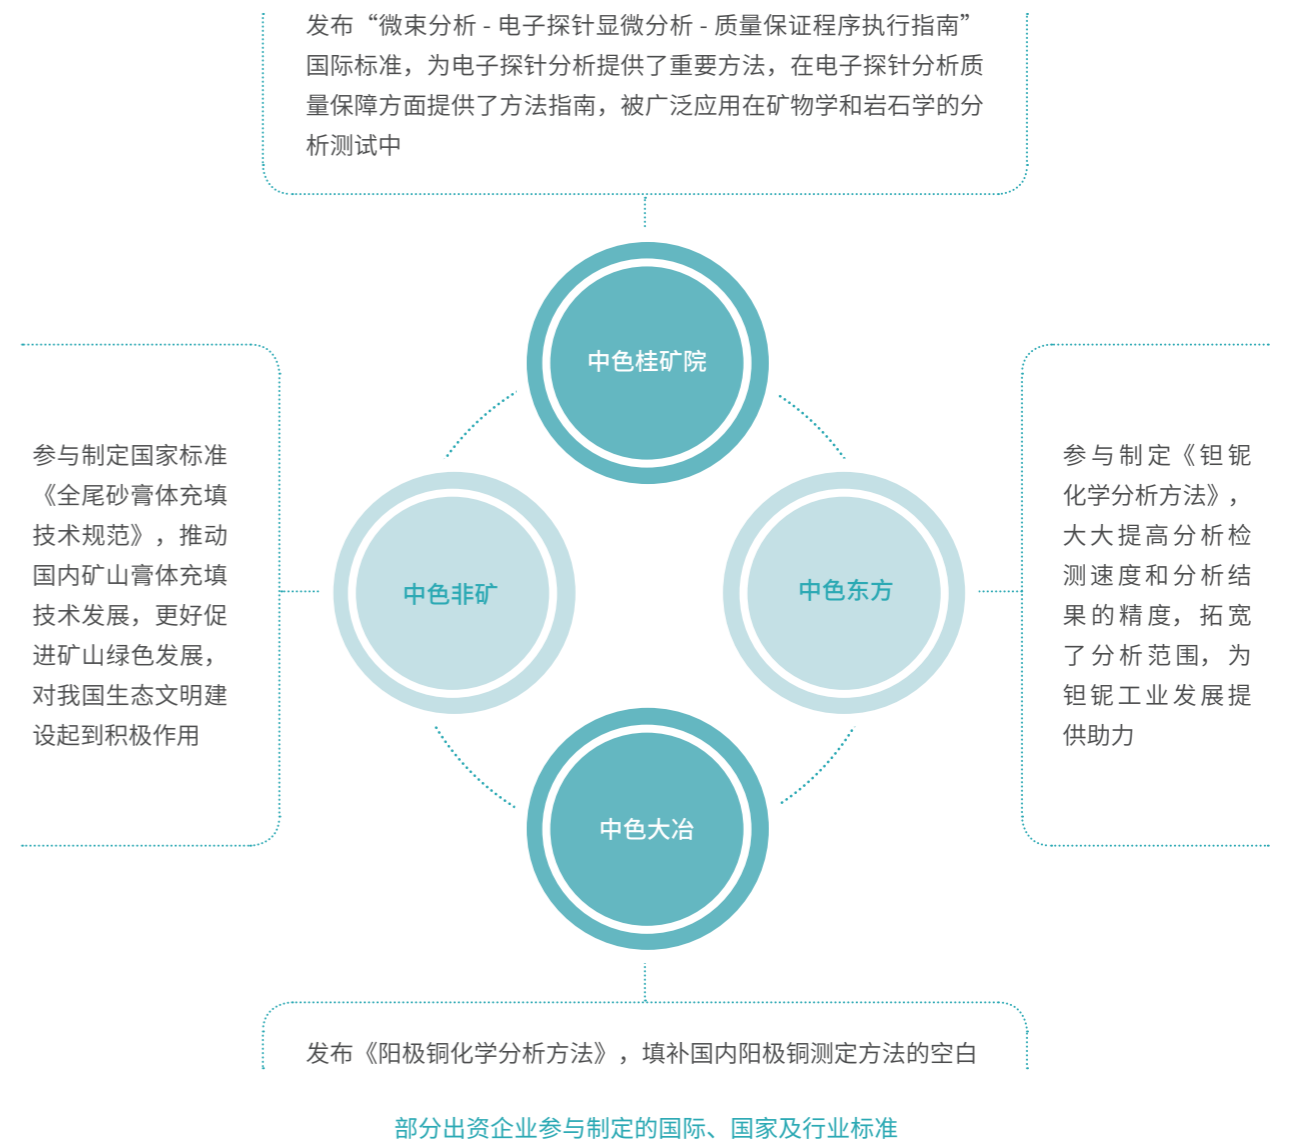 发布“微束分析 - 电子探针显微分析 - 质量保证程序执行指南”
国际标准，为电子探针分析提供了重要方法，在电子探针分析质
量保障方面提供了方法指南，被广泛应用在矿物学和岩石学的分
析测试中
中色桂矿院
参与制定国家标准
《全尾砂膏体充填
技术规范》，推动
国内矿山膏体充填
技术发展，更好促
进矿山绿色发展，
对我国生态文明建
设起到积极作用
中色非矿
中色东方
参与制定《钽铌
化学分析方法》，
大大提高分析检
测速度和分析结
果的精度，拓宽
了分析范围，为
钽铌工业发展提
供助力
中色大冶
发布《阳极铜化学分析方法》，填补国内阳极铜测定方法的空白
部分出资企业参与制定的国际、国家及行业标准